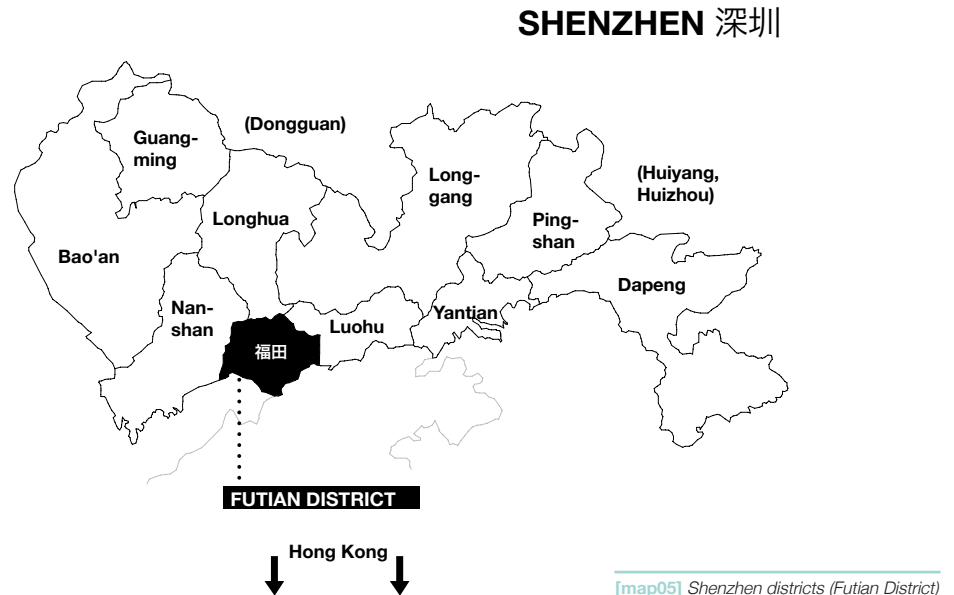 SHENZHEN 深圳
(Dongguan)
Guang-
ming
Long-
gang
(Huiyang,
Huizhou)
Longhua
Ping-
shan
Bao'an
Dapeng
Nan-
shan
Yantian
Luohu
福田
FUTIAN DISTRICT
Hong Kong
[map05] Shenzhen districts (Futian District)